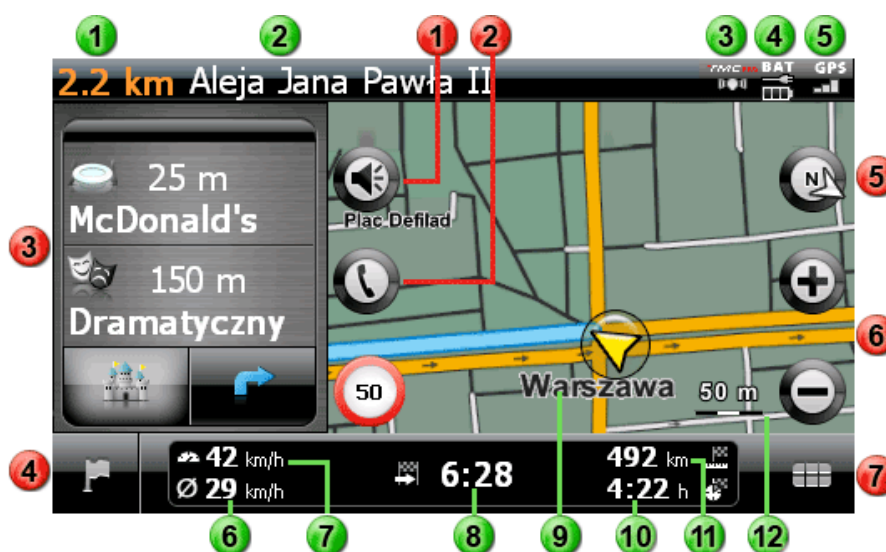 1 2 1 2 3 4 5
2.2 km Aleja Jana Pawła II TMC BAT GPS
25 m
McDonald's
150 m
Dramatyczny
Plac Defilad
N
50
Warszawa
50 m
3
5
6
4
7
42 km/h
Ø 29 km/h
6:28
492 km
4:22 h
6 7 8 9 10 11 12